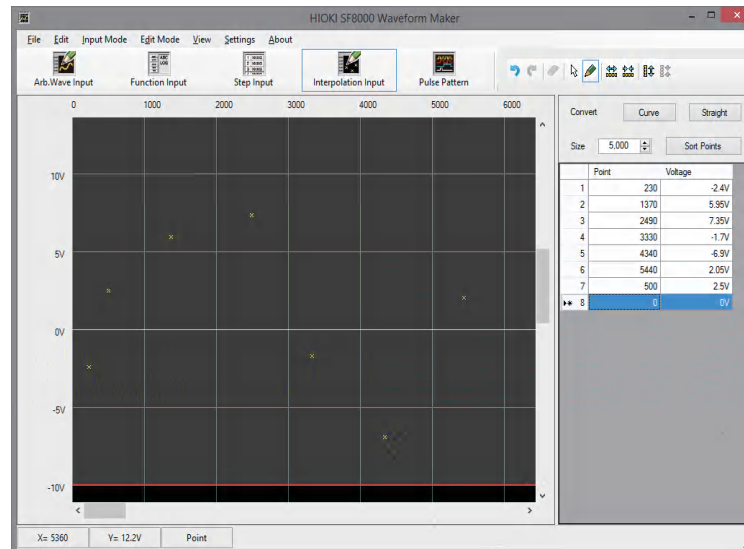 HIOKI SF8000 Waveform Maker
File Edit Input Mode Edit Mode View Settings About
Arb.Wave Input Function Input Step Input Interpolation Input Pulse Pattern
0 1000 2000 3000 4000 5000 6000
10V
5V
0V
-5V
-10V
Convert Curve Straight
Size 5,000 Sort Points
Point Voltage
1 230 -2.4V
2 1370 5.95V
3 2490 7.35V
4 3330 -1.7V
5 4340 -6.9V
6 5440 2.05V
7 500 2.5V
8 0 0V
X= 5360 Y= 12.2V Point